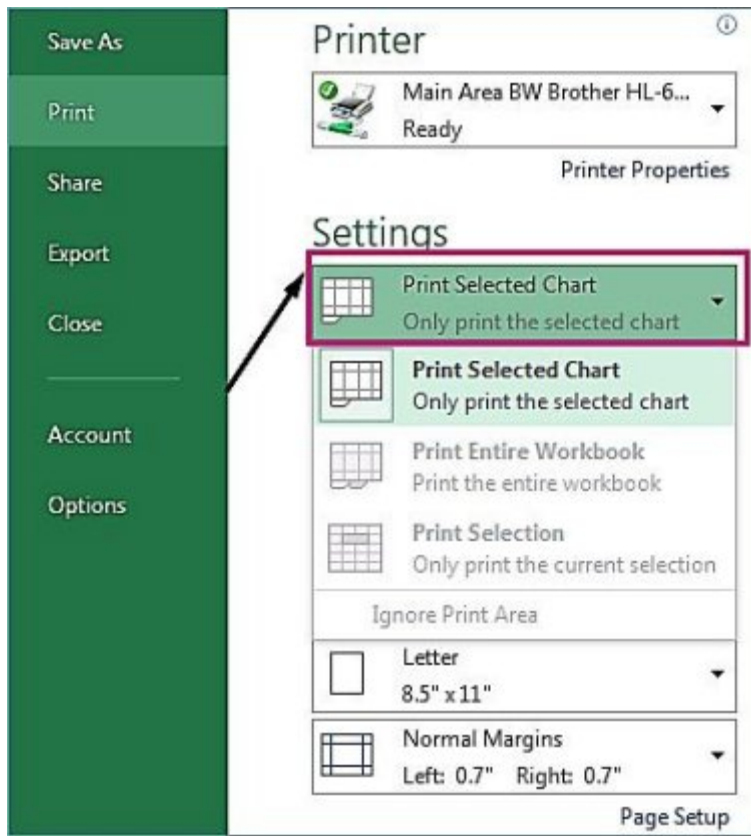 Save As
Print
Share
Export
Close
Account
Options
Printer
Main Area BW Brother HL-6...
Ready
Printer Properties
Settings
Print Selected Chart
Only print the selected chart
Print Selected Chart
Only print the selected chart
Print Entire Workbook
Print the entire workbook
Print Selection
Only print the current selection
Ignore Print Area
Letter
8.5" x 11"
Normal Margins
Left: 0.7" Right: 0.7"
Page Setup